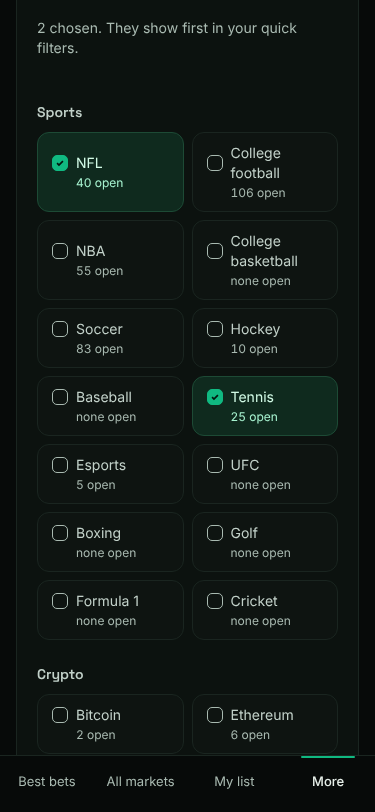 2 chosen. They show first in your quick
filters.
Sports
NFL
40 open
College
football
106 open
NBA
55 open
College
basketball
none open
Soccer
83 open
Hockey
10 open
Baseball
none open
Tennis
25 open
Esports
5 open
UFC
none open
Boxing
none open
Golf
none open
Formula 1
none open
Cricket
none open
Crypto
Bitcoin
2 open
Ethereum
6 open
Best bets
All markets
My list
More